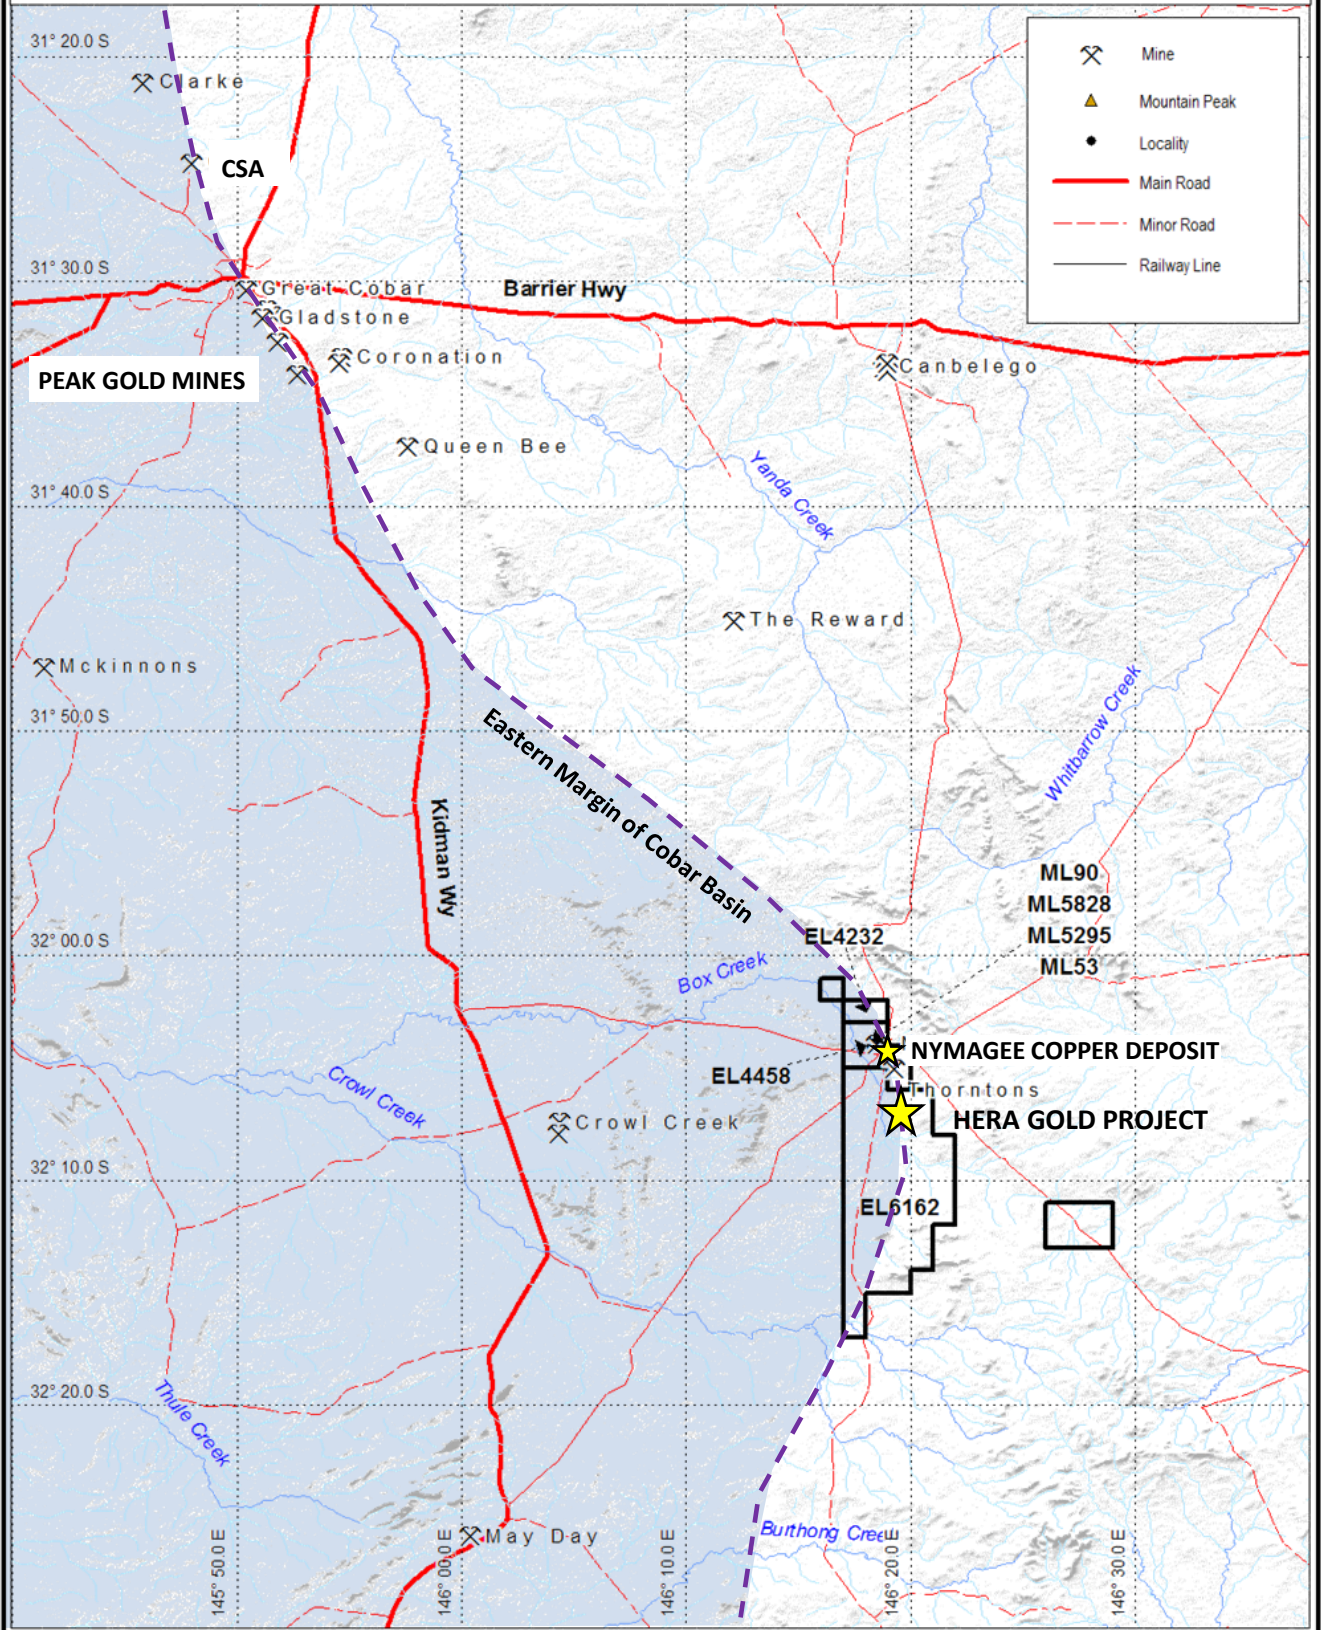 31° 20.0 S
Clarke
CSA
Mine
Mountain Peak
Locality
Main Road
Minor Road
Railway Line
31° 30.0 S
Great Cobar
Barrier Hwy
Gladstone
Coronation
Canbelego
PEAK GOLD MINES
Queen Bee
Yanda Creek
31° 40.0 S
The Reward
Mckinnons
31° 50.0 S
Eastern Margin of Cobar Basin
Whitbarrow Creek
Kidman Wy
ML90
ML5828
ML5295
ML53
EL4232
32° 00.0 S
Box Creek
NYMAGEE COPPER DEPOSIT
EL4458
Thorntons
Crowl Creek
Crowl Creek
HERA GOLD PROJECT
32° 10.0 S
EL6162
32° 20.0 S
Thule Creek
May Day
Burthong Cree
145° 50.0 E
146° 00.0 E
146° 10.0 E
146° 20.0 E
146° 30.0 E